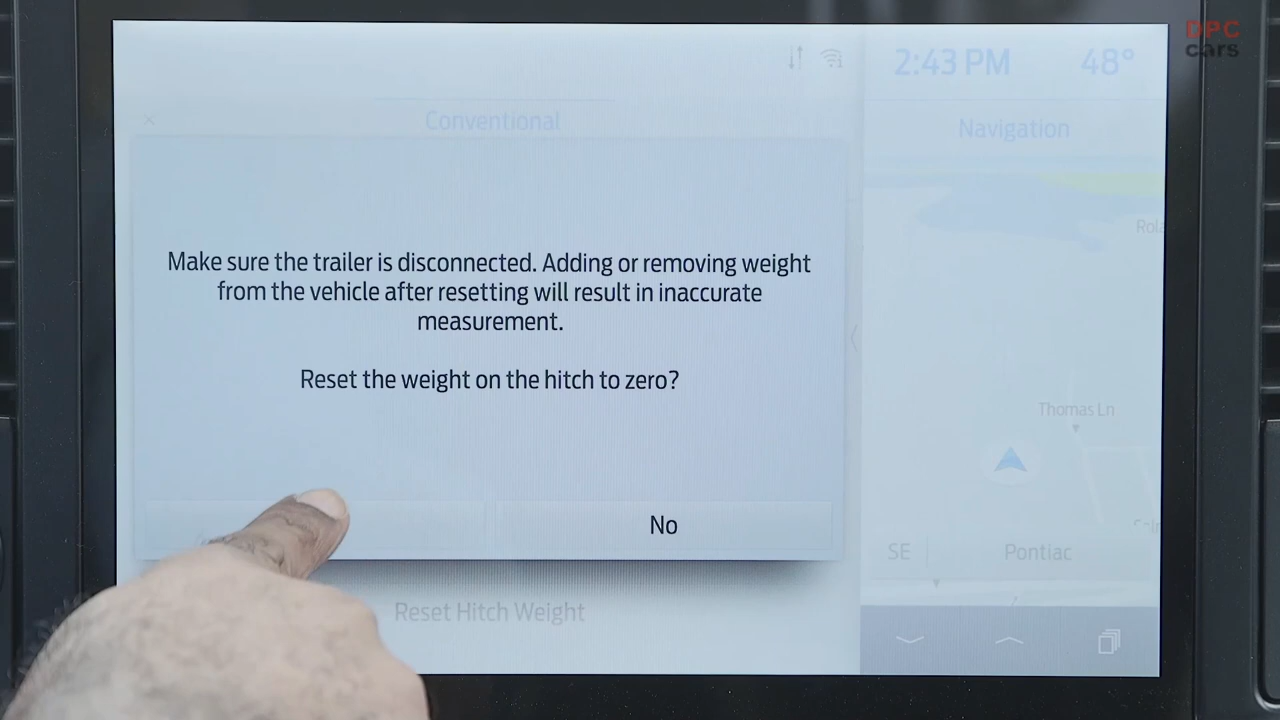 DPC
cars
2:43 PM 48°
Conventional
Navigation
Make sure the trailer is disconnected. Adding or removing weight
from the vehicle after resetting will result in inaccurate
measurement.
Reset the weight on the hitch to zero?
No
Reset Hitch Weight
Thomas Ln
SE Pontiac